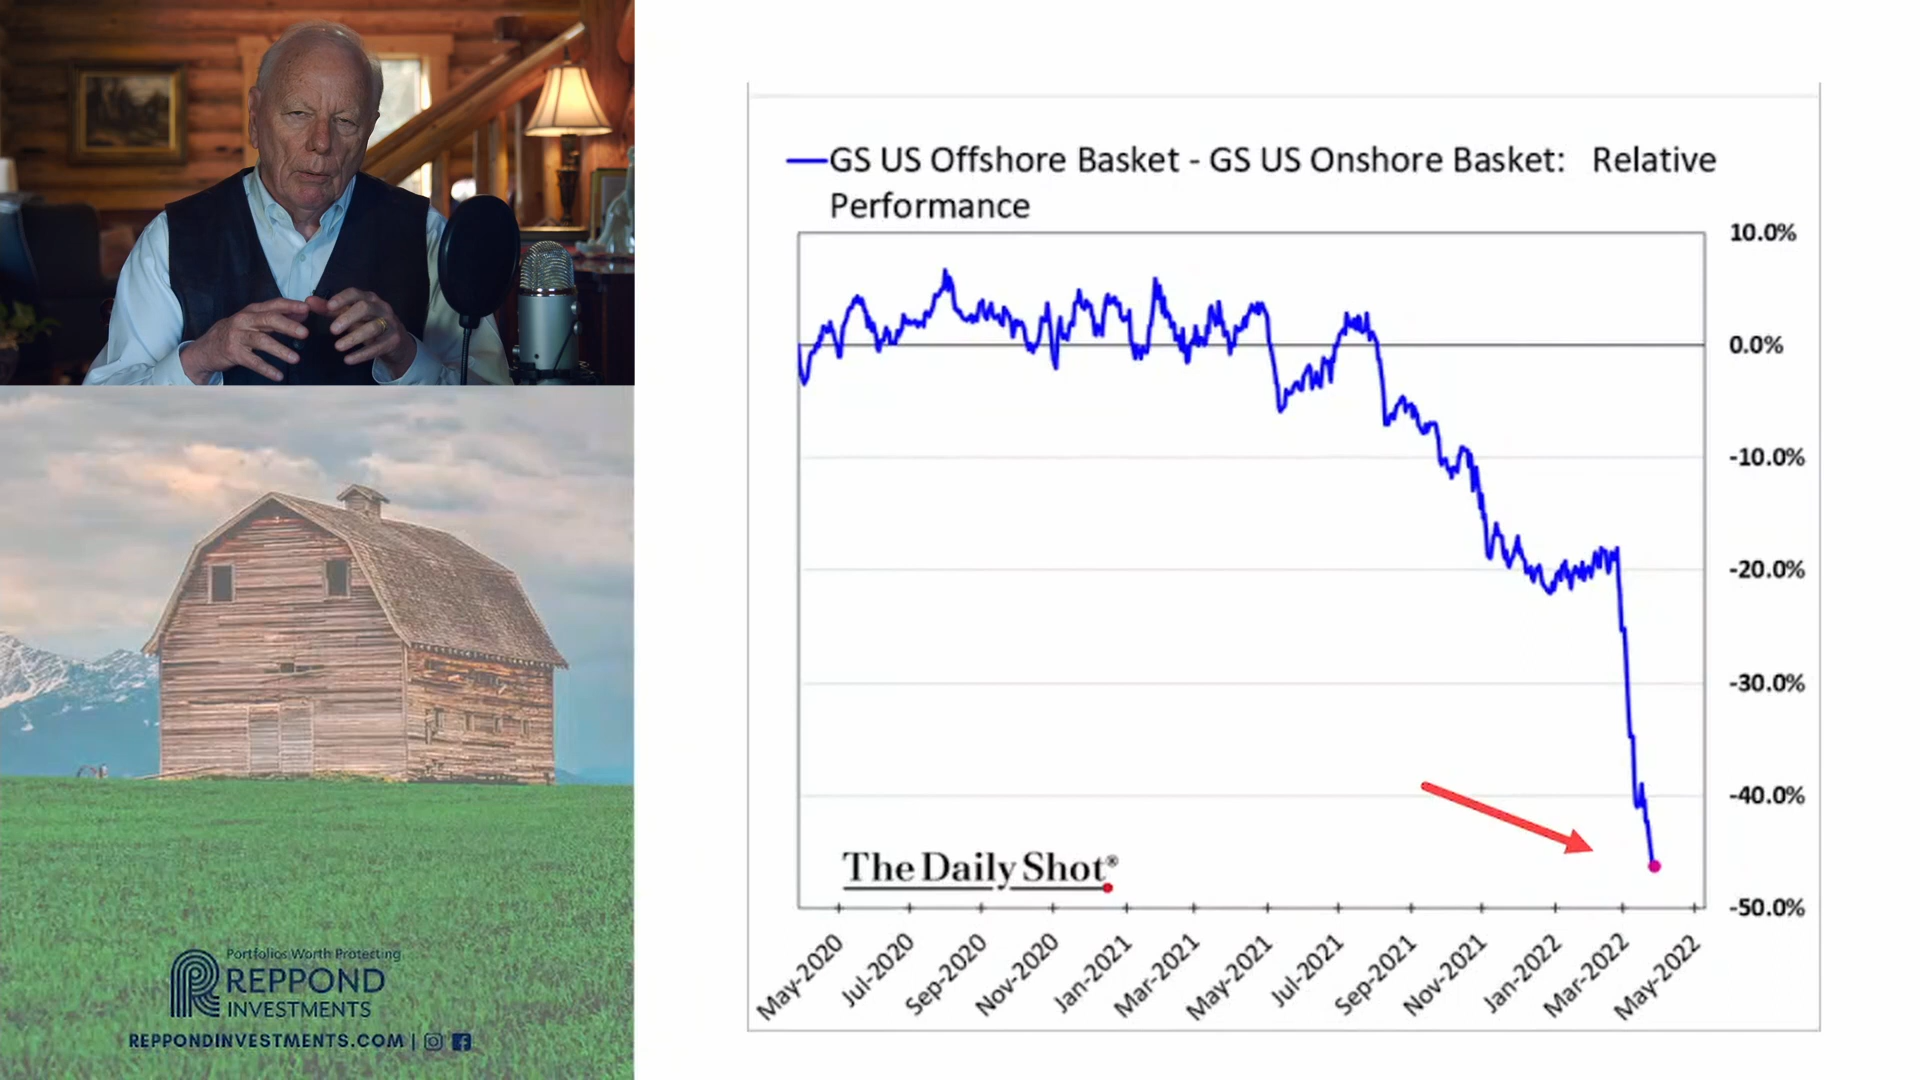 GS US Offshore Basket - GS US Onshore Basket: Relative
Performance
10.0%
0.0%
-10.0%
-20.0%
-30.0%
-40.0%
-50.0%
The Daily Shot®
May-2020
Jul-2020
Sep-2020
Nov-2020
Jan-2021
Mar-2021
May-2021
Jul-2021
Sep-2021
Nov-2021
Jan-2022
Mar-2022
May-2022
Portfolios Worth Protecting
REPPOND
INVESTMENTS
REPPONDINVESTMENTS.COM |